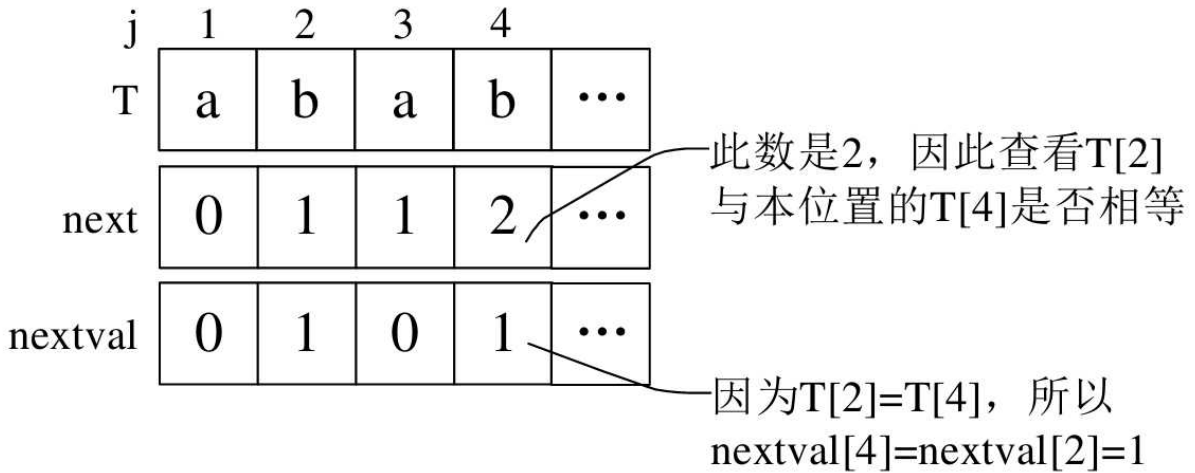 j 1 2 3 4
T a b a b …
此数是2，因此查看T[2]
与本位置的T[4]是否相等
next 0 1 1 2 …
nextval 0 1 0 1 …
因为T[2]=T[4]，所以
nextval[4]=nextval[2]=1